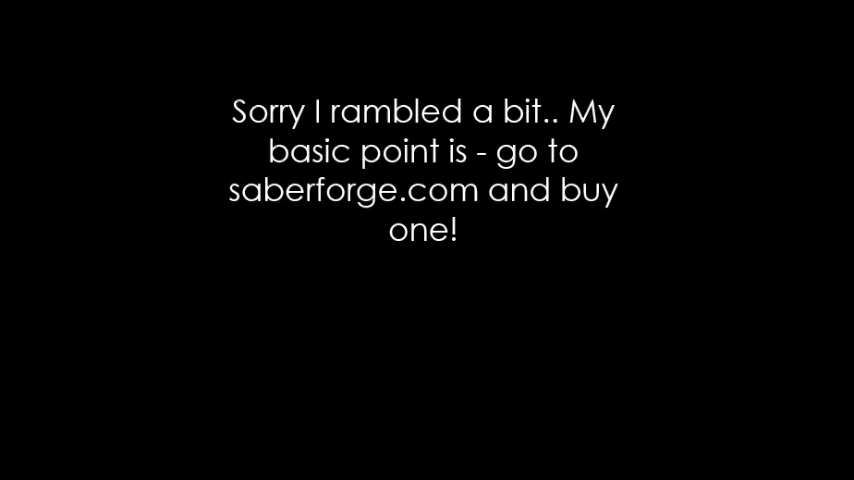 Sorry I rambled a bit.. My
basic point is - go to
saberforge.com and buy
one!